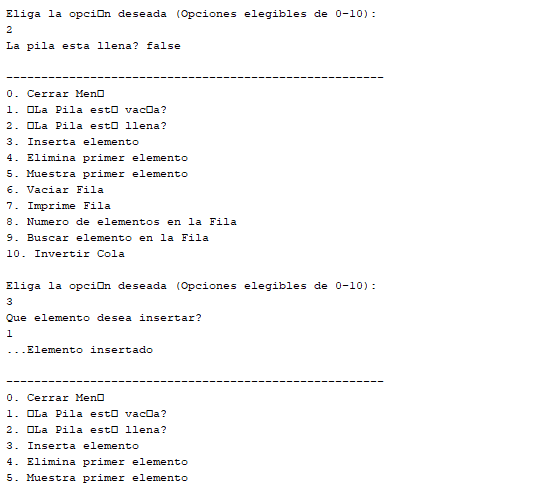 Eliga la opci□n deseada (Opciones elegibles de 0-10):
2
La pila esta llena? false
------------------------------------------------------
0. Cerrar Men□
1. □La Pila est□ vac□a?
2. □La Pila est□ llena?
3. Inserta elemento
4. Elimina primer elemento
5. Muestra primer elemento
6. Vaciar Fila
7. Imprime Fila
8. Numero de elementos en la Fila
9. Buscar elemento en la Fila
10. Invertir Cola
Eliga la opci□n deseada (Opciones elegibles de 0-10):
3
Que elemento desea insertar?
1
...Elemento insertado
------------------------------------------------------
0. Cerrar Men□
1. □La Pila est□ vac□a?
2. □La Pila est□ llena?
3. Inserta elemento
4. Elimina primer elemento
5. Muestra primer elemento